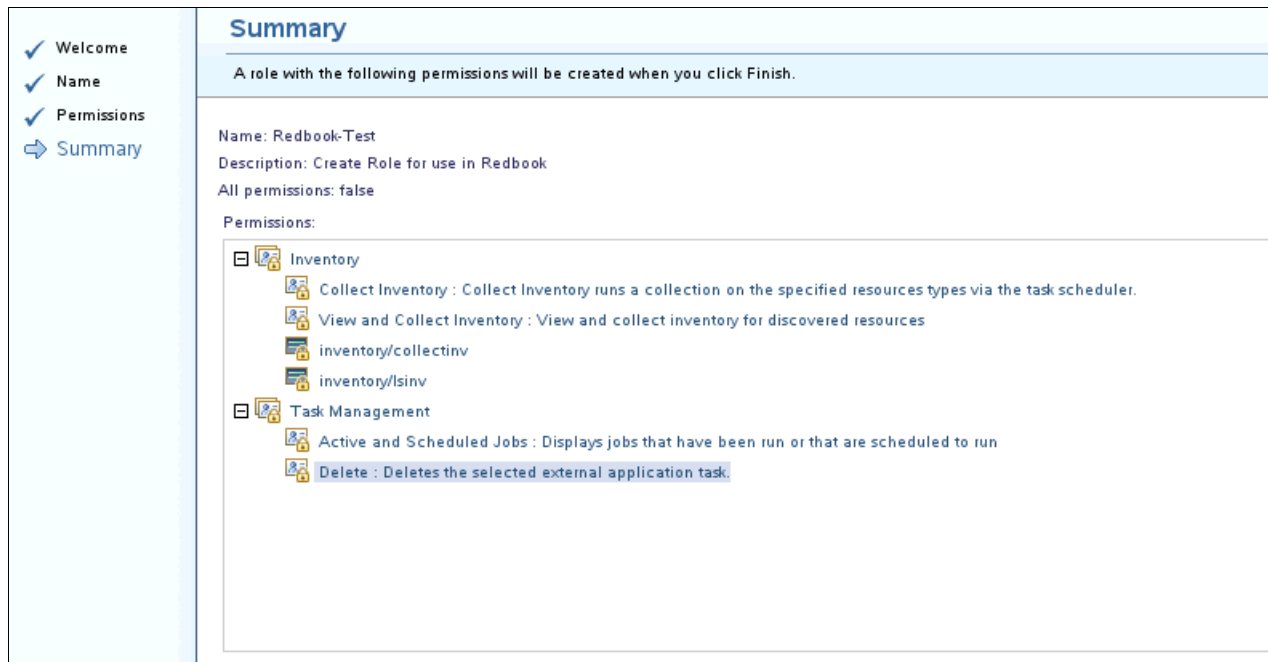 Welcome
Name
Permissions
Summary
Summary
A role with the following permissions will be created when you click Finish.
Name: Redbook-Test
Description: Create Role for use in Redbook
All permissions: false
Permissions:
Inventory
Collect Inventory : Collect Inventory runs a collection on the specified resources types via the task scheduler.
View and Collect Inventory : View and collect inventory for discovered resources
inventory/collectinv
inventory/lsinv
Task Management
Active and Scheduled Jobs : Displays jobs that have been run or that are scheduled to run
Delete : Deletes the selected external application task.